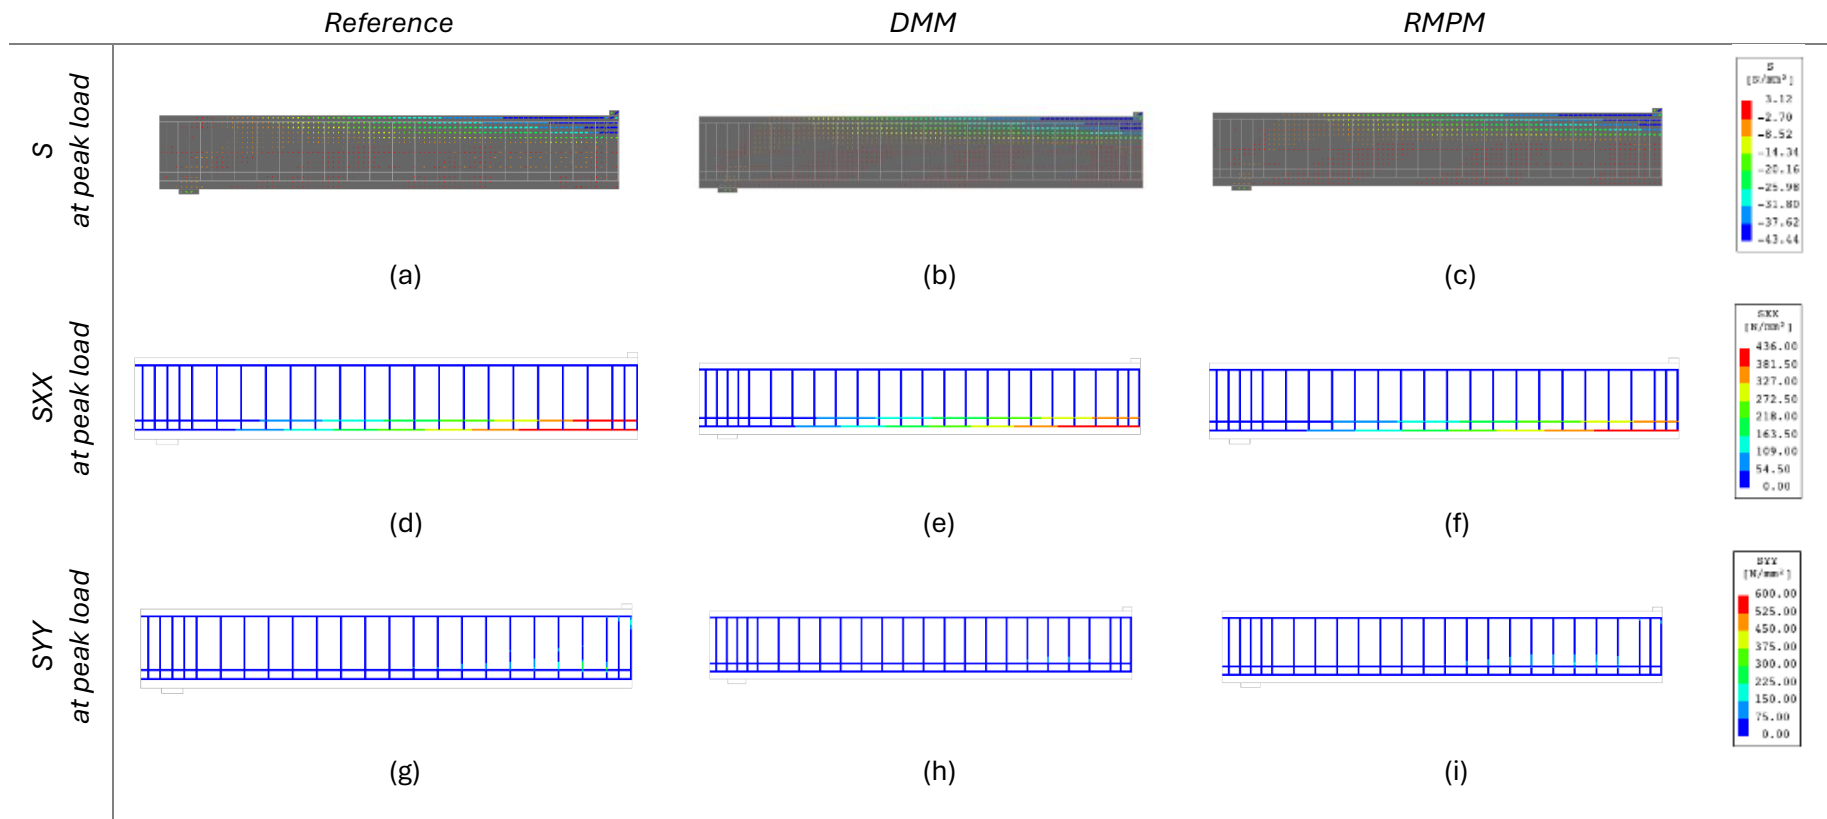 Reference DMM RMPM
S
at peak load
S
[N/mm²]
3.12
-2.70
-8.52
-14.34
-20.16
-25.98
-31.80
-37.62
-43.44
(a) (b) (c)
SXX
at peak load
SXX
[N/mm²]
436.00
381.50
327.00
272.50
218.00
163.50
109.00
54.50
0.00
(d) (e) (f)
SYY
at peak load
SYY
[N/mm²]
600.00
525.00
450.00
375.00
300.00
225.00
150.00
75.00
0.00
(g) (h) (i)